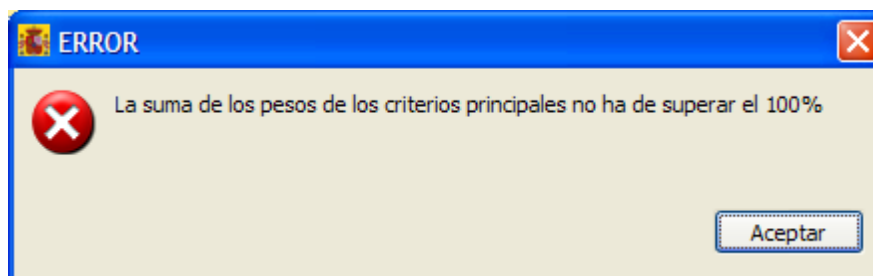 ERROR
La suma de los pesos de los criterios principales no ha de superar el 100%
Aceptar